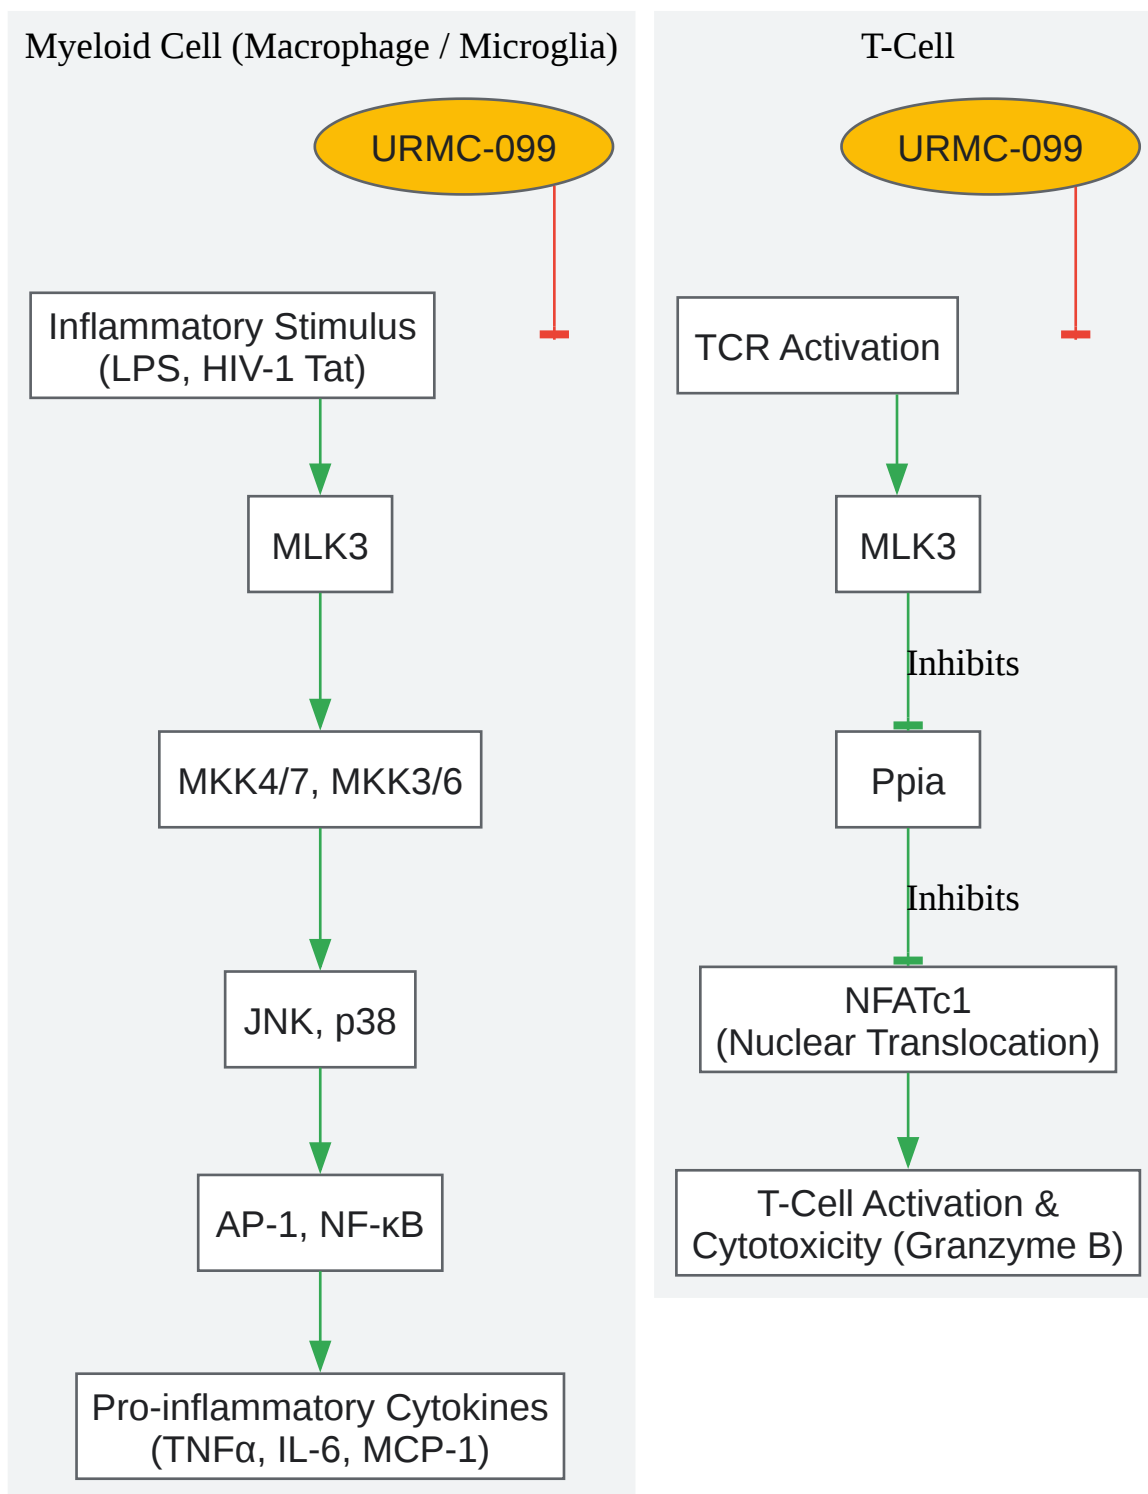 Myeloid Cell (Macrophage / Microglia)
URMC-099
Inflammatory Stimulus
(LPS, HIV-1 Tat)
MLK3
MKK4/7, MKK3/6
JNK, p38
AP-1, NF-κB
Pro-inflammatory Cytokines
(TNFα, IL-6, MCP-1)
T-Cell
URMC-099
TCR Activation
MLK3
Inhibits
Ppia
Inhibits
NFATc1
(Nuclear Translocation)
T-Cell Activation &
Cytotoxicity (Granzyme B)